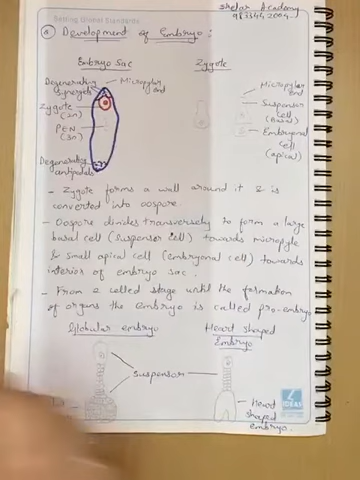 Setting Global Standards
Shelar Academy
⑥ Development of Embryo:
Embryo Sac
Zygote
Degenerating synergids
Micropylar end
Zygote (2n)
PEN (3n)
Degenerating antipodals
Micropylar end
Suspensor cell (Basal)
Embryonal cell (apical)
- Zygote forms a wall around it & is
converted into oospore.
- Oospore divides transversely to form a large
basal cell (suspensor cell) towards micropyle
& small apical cell (embryonal cell) towards
interior of embryo sac.
- From 2 celled stage until the formation
of organs the embryo is called pro-embryo
Globular embryo
Heart shaped
Embryo
Suspensor
Heart
shaped
embryo.
IDEAS